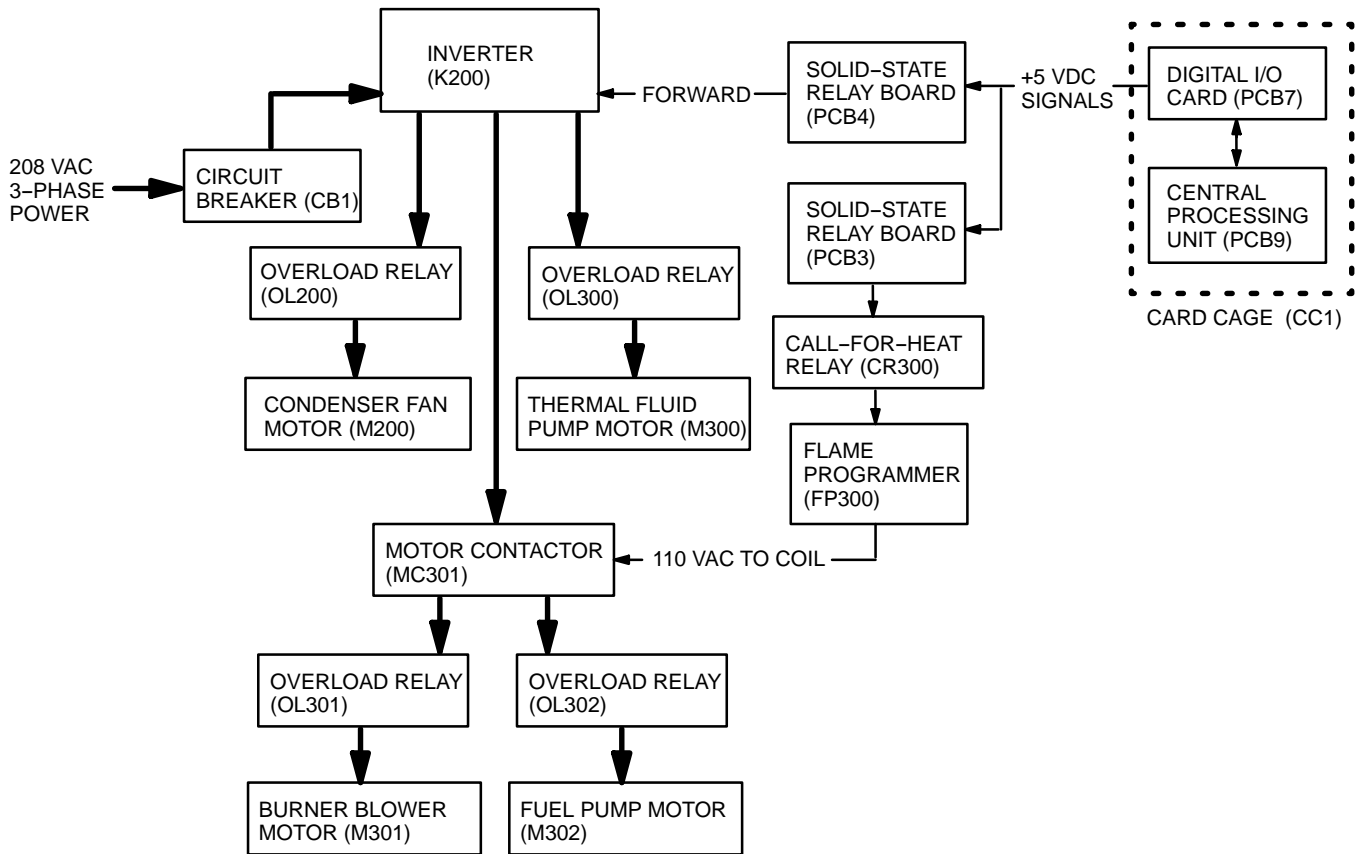 INVERTER
(K200)
FORWARD
SOLID–STATE
RELAY BOARD
(PCB4)
+5 VDC
SIGNALS
DIGITAL I/O
CARD (PCB7)
208 VAC
3–PHASE
POWER
CIRCUIT
BREAKER (CB1)
SOLID–STATE
RELAY BOARD
(PCB3)
CENTRAL
PROCESSING
UNIT (PCB9)
CARD CAGE (CC1)
OVERLOAD RELAY
(OL200)
OVERLOAD RELAY
(OL300)
CALL–FOR–HEAT
RELAY (CR300)
CONDENSER FAN
MOTOR (M200)
THERMAL FLUID
PUMP MOTOR (M300)
FLAME
PROGRAMMER
(FP300)
MOTOR CONTACTOR
(MC301)
110 VAC TO COIL
OVERLOAD RELAY
(OL301)
OVERLOAD RELAY
(OL302)
BURNER BLOWER
MOTOR (M301)
FUEL PUMP MOTOR
(M302)